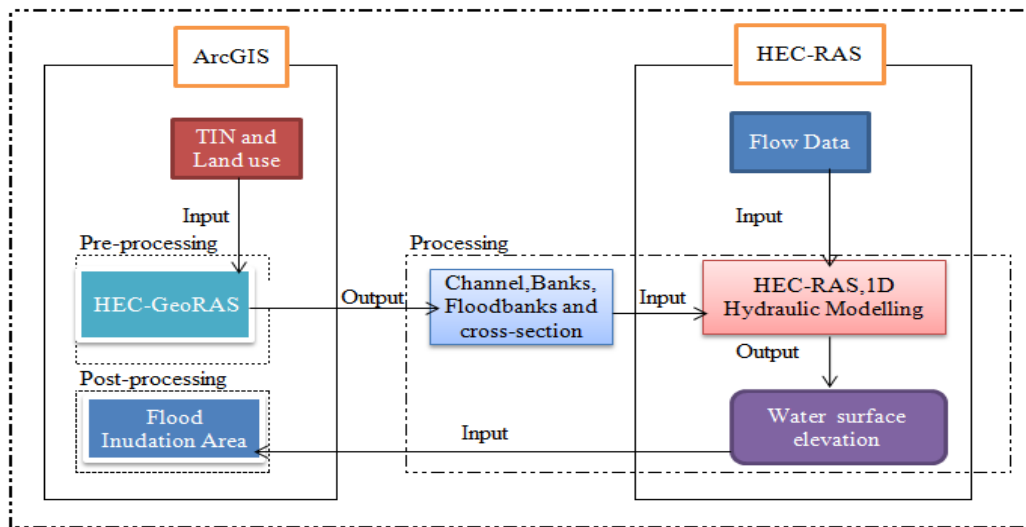 ArcGIS
HEC-RAS
TIN and
Land use
Flow Data
Input
Input
Pre-processing
Processing
HEC-GeoRAS
Output
Channel,Banks,
Floodbanks and
cross-section
Input
HEC-RAS,1D
Hydraulic Modelling
Output
Post-processing
Flood
Inudation Area
Input
Water surface
elevation